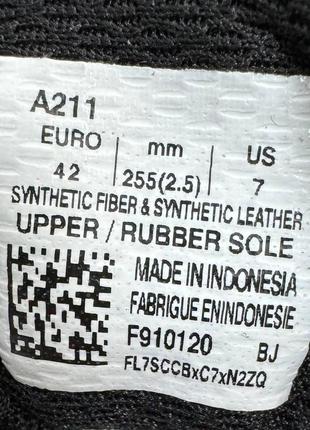 A211
EURO mm US
42 255(2.5) 7
SYNTHETIC FIBER & SYNTHETIC LEATHER
UPPER / RUBBER SOLE
MADE IN INDONESIA
FABRIGUE ENINDONESIE
F910120 BJ
FL7SCCBxC7xN2ZQ